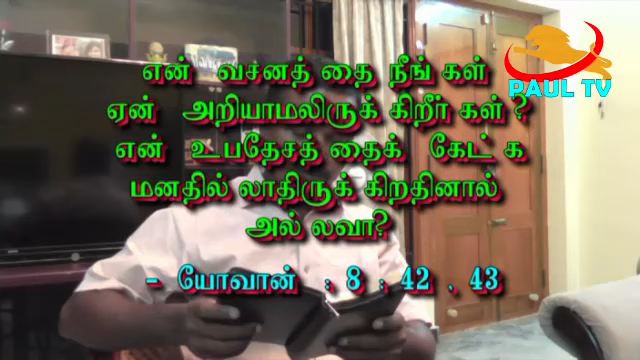 PAUL TV
என் வசனத் தை நீங் கள்
ஏன் அறியாமலிருக் கிறீர் கள் ?
என் உபதேசத் தைக் கேட் க
மனதில் லாதிருக் கிறதினால்
அல் லவா?
- யோவான் : 8 : 42 , 43